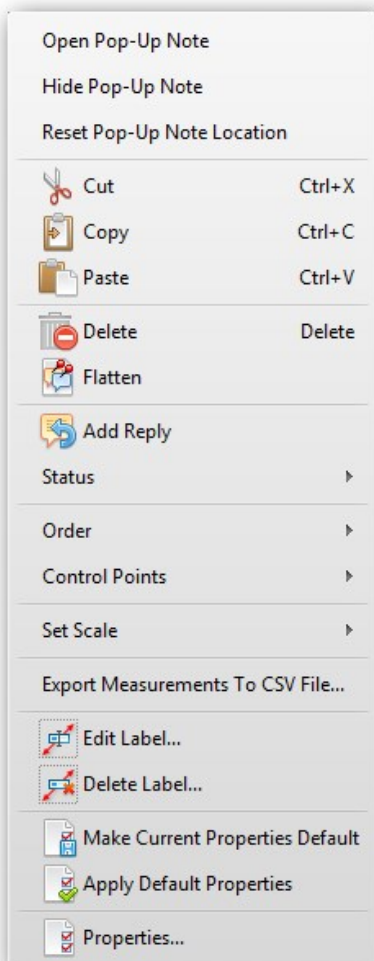 Open Pop-Up Note
Hide Pop-Up Note
Reset Pop-Up Note Location
Cut Ctrl+X
Copy Ctrl+C
Paste Ctrl+V
Delete Delete
Flatten
Add Reply
Status
Order
Control Points
Set Scale
Export Measurements To CSV File...
Edit Label...
Delete Label...
Make Current Properties Default
Apply Default Properties
Properties...